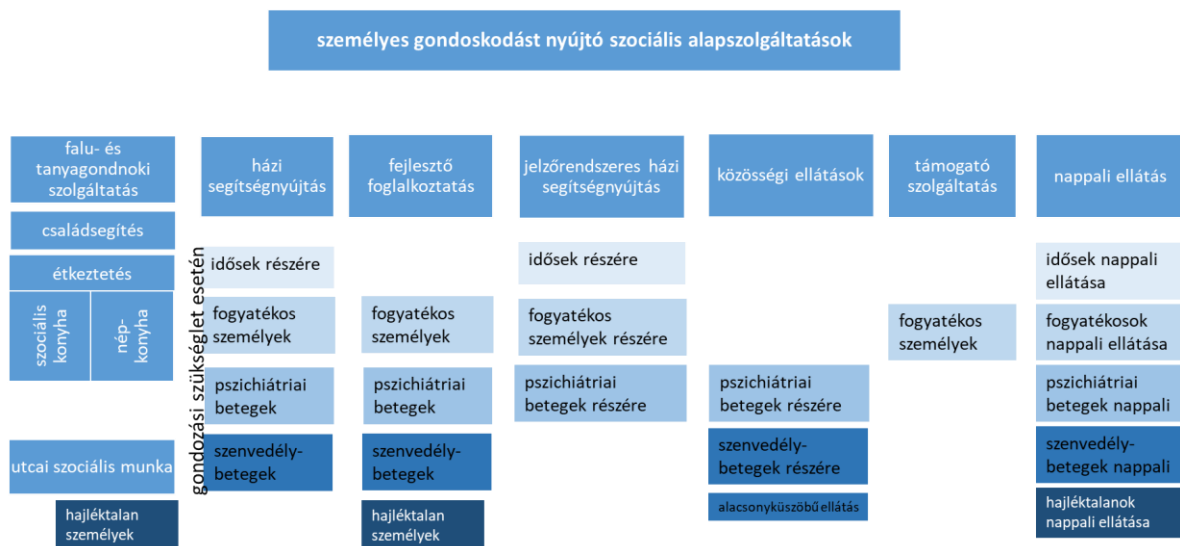 személyes gondoskodást nyújtó szociális alapszolgáltatások
falu- és
tanyagondnoki
szolgáltatás
családsegítés
étkeztetés
szociális
konyha
nép-
konyha
utcai szociális munka
hajléktalan
személyek
házi
segítségnyújtás
gondozási szükséglet esetén
idősek részére
fogyatékos
személyek
pszichiátriai
betegek
szenvedély-
betegek
fejlesztő
foglalkoztatás
fogyatékos
személyek
pszichiátriai
betegek
szenvedély-
betegek
hajléktalan
személyek
jelzőrendszeres házi
segítségnyújtás
idősek részére
fogyatékos
személyek részére
pszichiátriai
betegek részére
közösségi ellátások
pszichiátriai
betegek részére
szenvedély-
betegek részére
alacsonyküszöbű ellátás
támogató
szolgáltatás
fogyatékos
személyek
nappali ellátás
idősek nappali
ellátása
fogyatékosok
nappali ellátása
pszichiátriai
betegek nappali
szenvedély-
betegek nappali
hajléktalanok
nappali ellátása